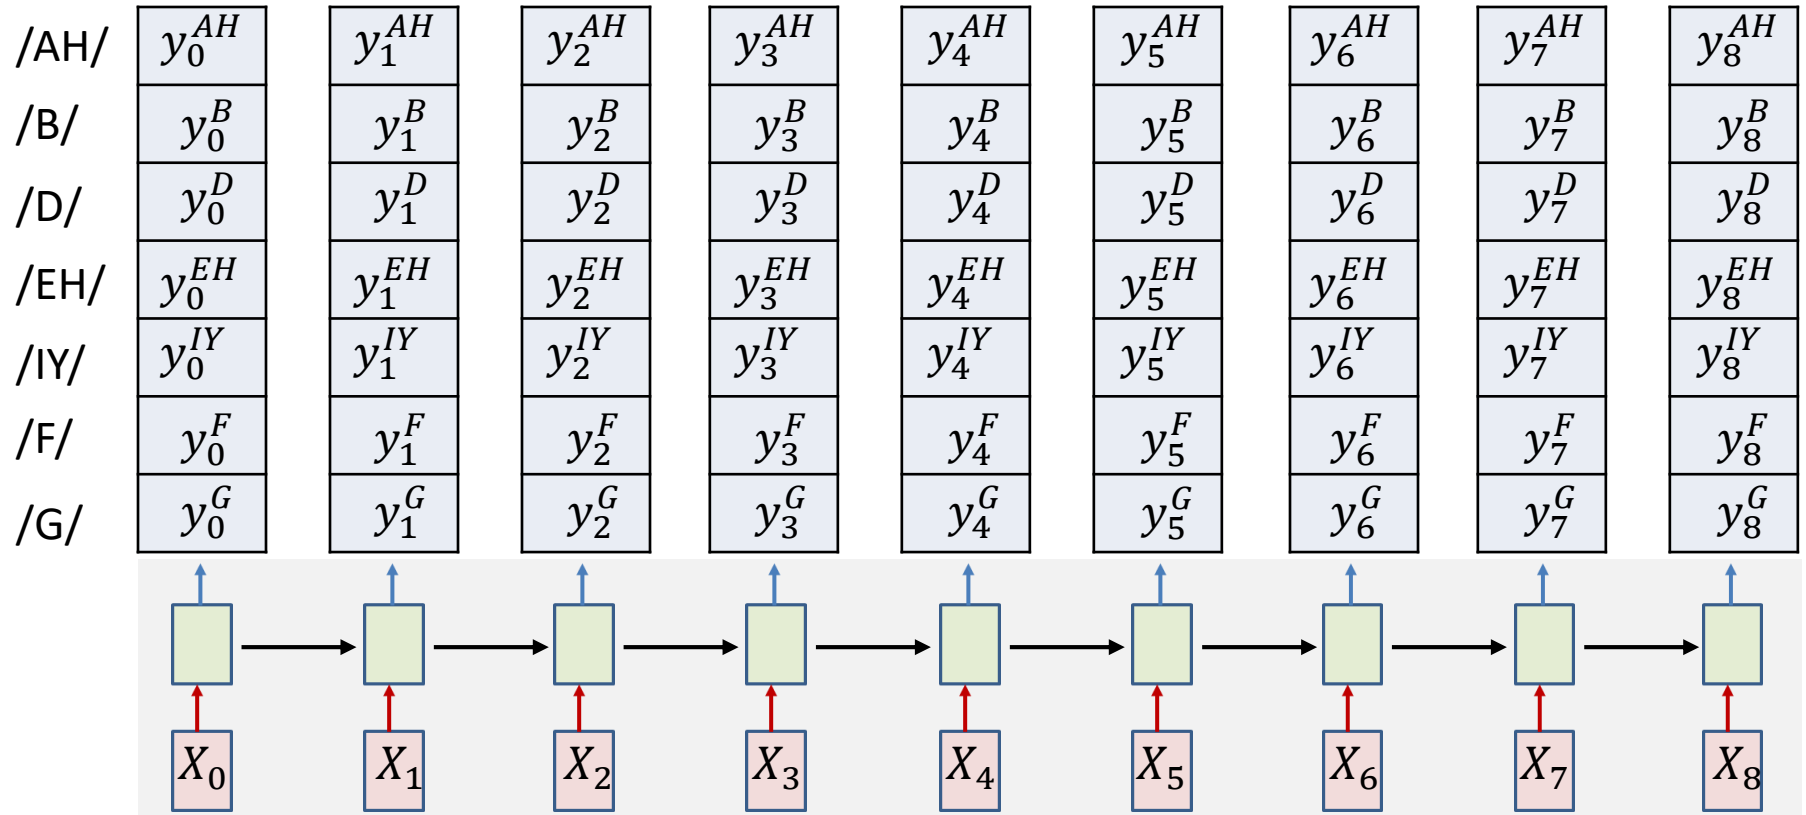 /AH/ y_0^{AH} y_1^{AH} y_2^{AH} y_3^{AH} y_4^{AH} y_5^{AH} y_6^{AH} y_7^{AH} y_8^{AH}
/B/ y_0^{B} y_1^{B} y_2^{B} y_3^{B} y_4^{B} y_5^{B} y_6^{B} y_7^{B} y_8^{B}
/D/ y_0^{D} y_1^{D} y_2^{D} y_3^{D} y_4^{D} y_5^{D} y_6^{D} y_7^{D} y_8^{D}
/EH/ y_0^{EH} y_1^{EH} y_2^{EH} y_3^{EH} y_4^{EH} y_5^{EH} y_6^{EH} y_7^{EH} y_8^{EH}
/IY/ y_0^{IY} y_1^{IY} y_2^{IY} y_3^{IY} y_4^{IY} y_5^{IY} y_6^{IY} y_7^{IY} y_8^{IY}
/F/ y_0^{F} y_1^{F} y_2^{F} y_3^{F} y_4^{F} y_5^{F} y_6^{F} y_7^{F} y_8^{F}
/G/ y_0^{G} y_1^{G} y_2^{G} y_3^{G} y_4^{G} y_5^{G} y_6^{G} y_7^{G} y_8^{G}
X_0 X_1 X_2 X_3 X_4 X_5 X_6 X_7 X_8